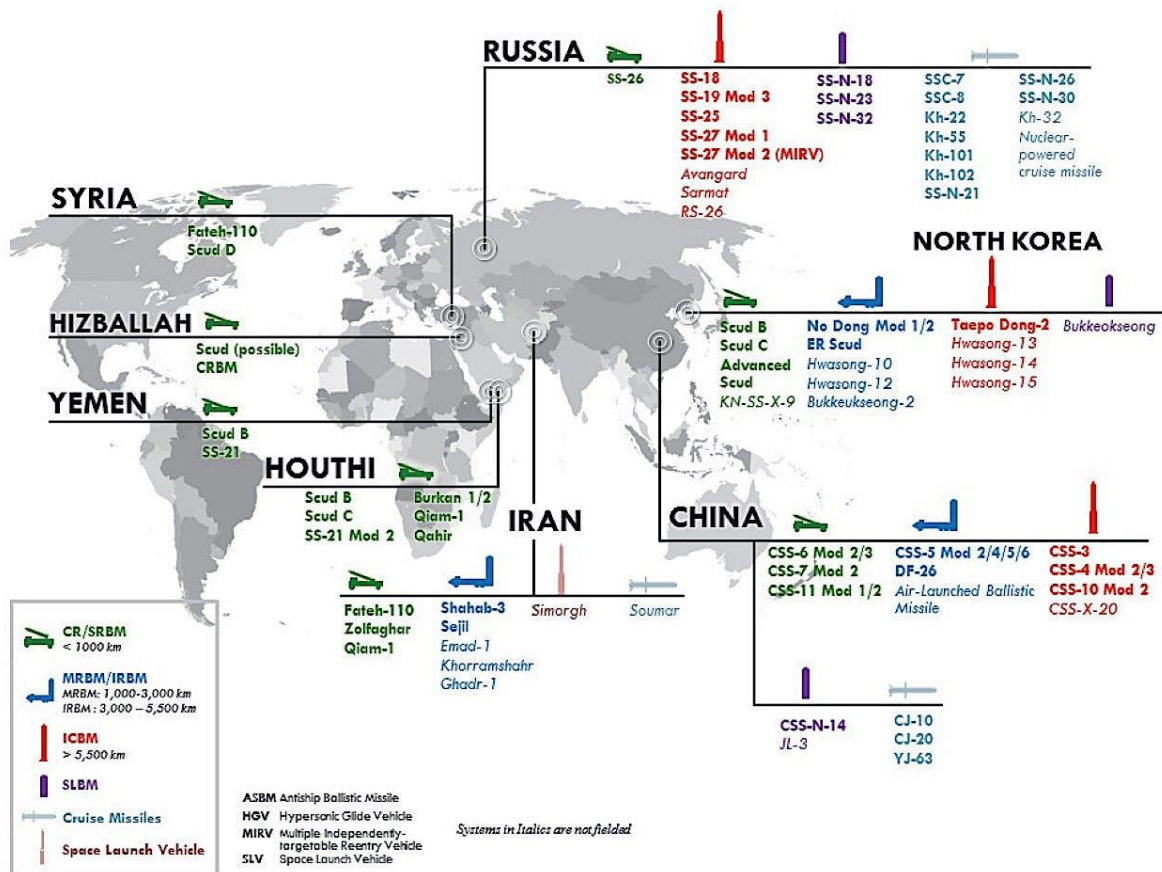 RUSSIA
SS-26
SS-18
SS-19 Mod 3
SS-25
SS-27 Mod 1
SS-27 Mod 2 (MIRV)
Avangard
Sarmat
RS-26
SS-N-18
SS-N-23
SS-N-32
SSC-7
SSC-8
Kh-22
Kh-55
Kh-101
Kh-102
SS-N-21
SS-N-26
SS-N-30
Kh-32
Nuclear-
powered
cruise missile
SYRIA
Fateh-110
Scud D
HIZBALLAH
Scud (possible)
CRBM
YEMEN
Scud B
SS-21
HOUTHI
Scud B
Scud C
SS-21 Mod 2
Burkan 1/2
Qiam-1
Qahir
NORTH KOREA
Scud B
Scud C
Advanced
Scud
KN-SS-X-9
No Dong Mod 1/2
ER Scud
Hwasong-10
Hwasong-12
Bukkeukseong-2
Taepo Dong-2
Hwasong-13
Hwasong-14
Hwasong-15
Bukkeokseong
IRAN
Fateh-110
Zolfaghar
Qiam-1
Shahab-3
Sejil
Emad-1
Khorramshahr
Ghadr-1
Simorgh
Soumar
CHINA
CSS-6 Mod 2/3
CSS-7 Mod 2
CSS-11 Mod 1/2
CSS-5 Mod 2/4/5/6
DF-26
Air-Launched Ballistic
Missile
CSS-3
CSS-4 Mod 2/3
CSS-10 Mod 2
CSS-X-20
CSS-N-14
JL-3
CJ-10
CJ-20
YJ-63
CR/SRBM
< 1000 km
MRBM/IRBM
MRBM: 1,000-3,000 km
IRBM: 3,000 – 5,500 km
ICBM
> 5,500 km
SLBM
Cruise Missiles
Space Launch Vehicle
ASBM Antiship Ballistic Missile
HGV Hypersonic Glide Vehicle
MIRV Multiple Independently-
targetable Reentry Vehicle
SLV Space Launch Vehicle
Systems in Italics are not fielded